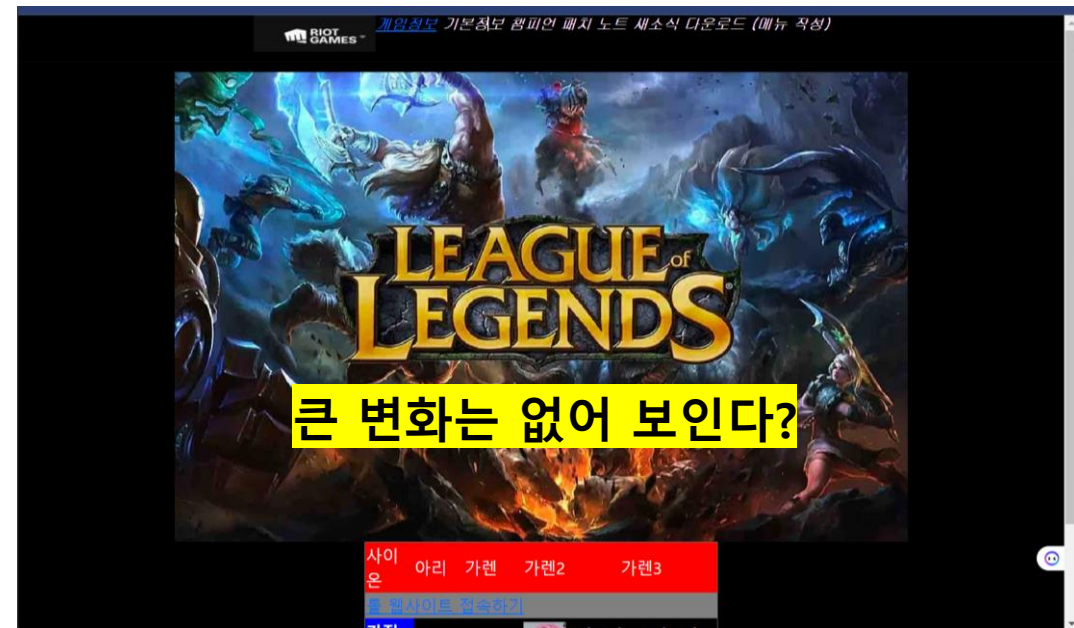 RIOT
GAMES
게임정보 기본정보 챔피언 패치 노트 새소식 다운로드 (메뉴 작성)
LEAGUE of
LEGENDS
큰 변화는 없어 보인다?
사이온 아리 가렌 가렌2 가렌3
롤 웹사이트 접속하기